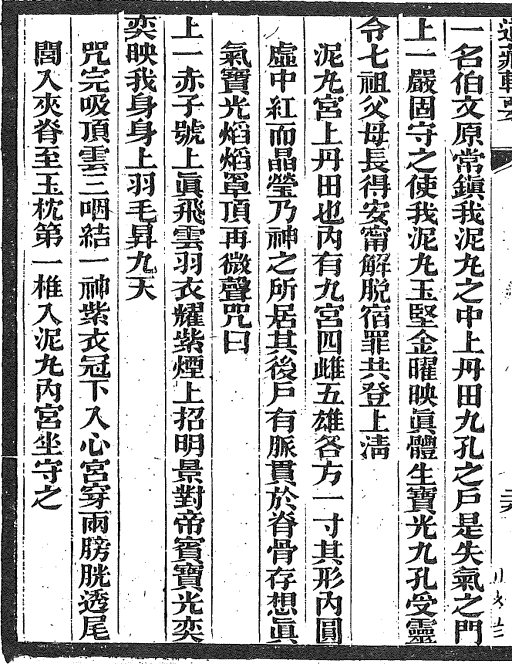 道藏輯要
一名伯文原常鎮我泥九之中上丹田九孔之戶是失氣之門
上一嚴固守之使我泥九玉堅金曜映眞體生寶光九孔受靈
令七祖父母長得安甯解脫宿罪共登上淸
泥九宮上丹田也內有九宮四雌五雄各方一寸其形內圓
虛中紅而晶瑩乃神之所居其後戶有脈貫於脊骨存想眞
氣寶光焰焰罩頂再微聲咒曰
上一赤子號上眞飛雲羽衣耀紫煙上招明景對帝賓寶光奕
奕映我身身上羽毛昇九天
咒完吸頂雲三咽結一神紫衣冠下入心宮穿兩膀胱透尾
閭入夾脊至玉枕第一椎入泥九內宮坐守之